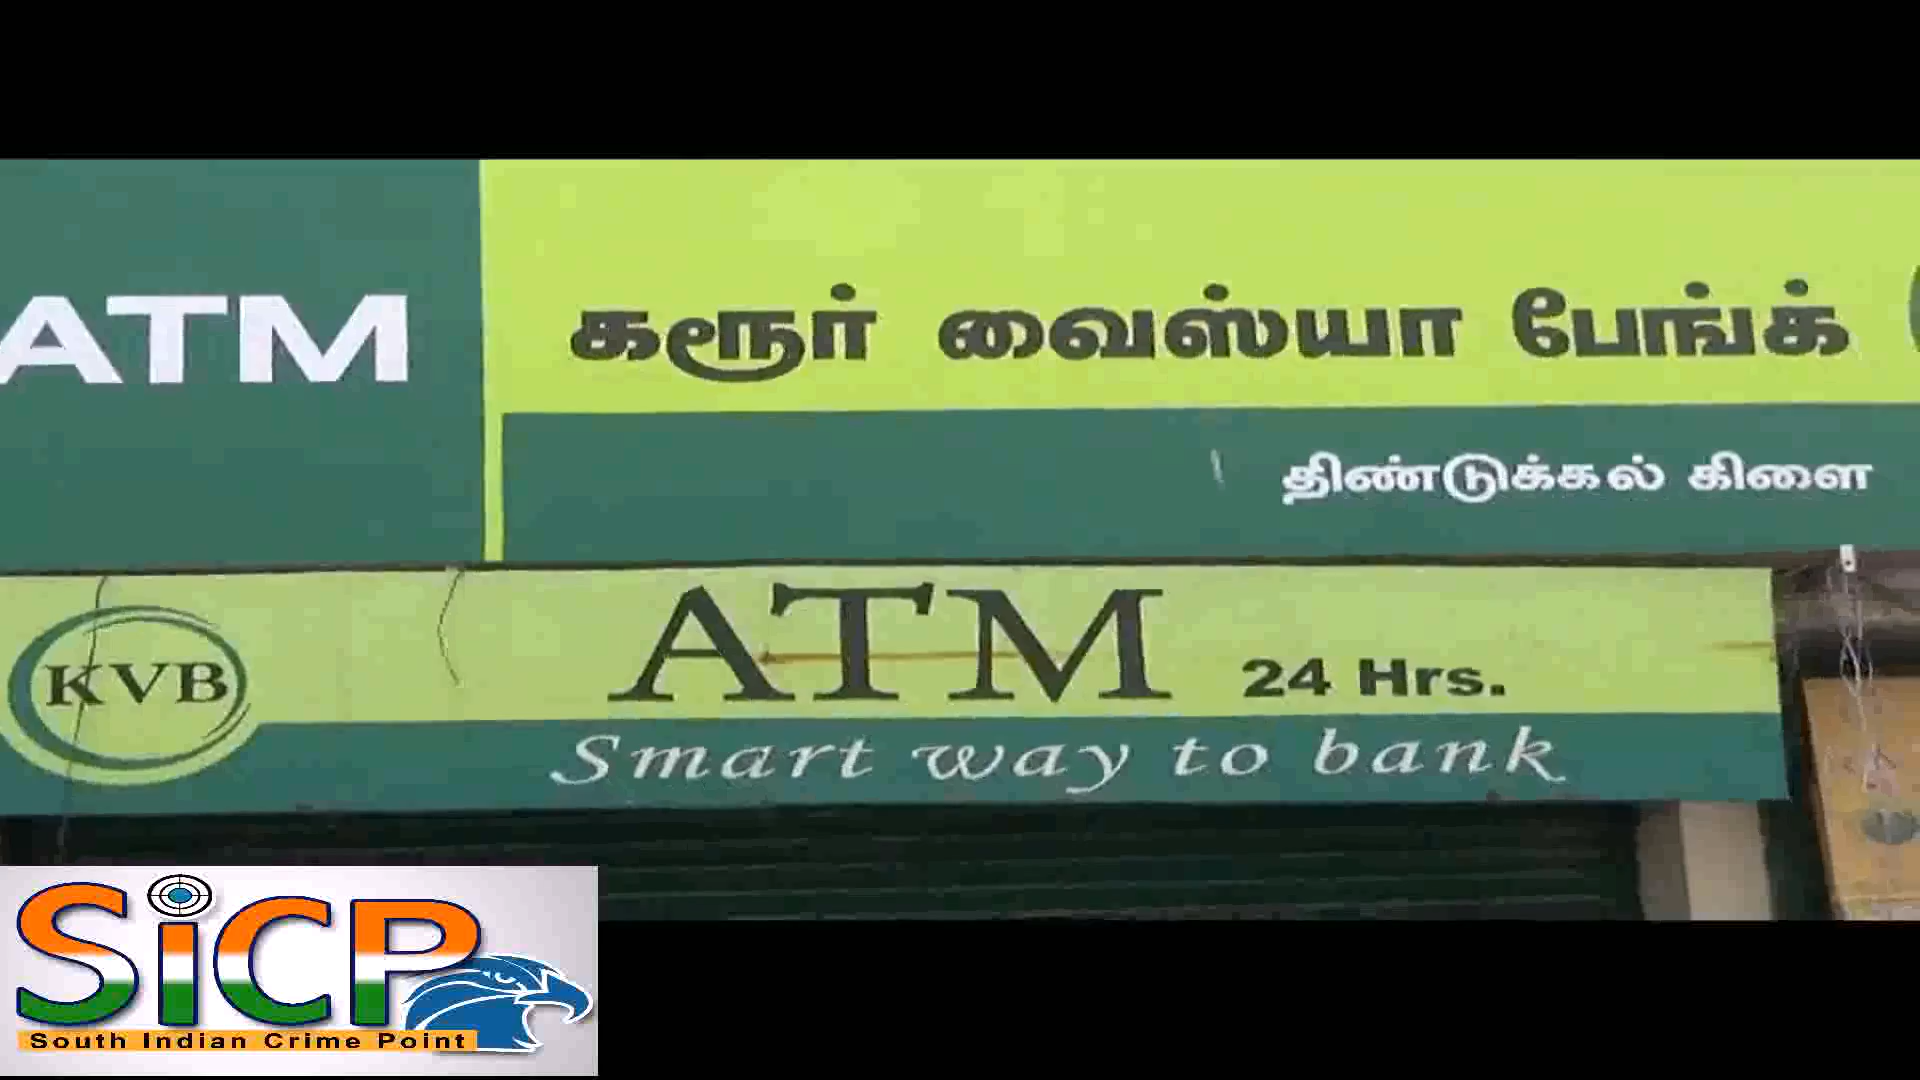 ATM
கரூர் வைஸ்யா பேங்க்
திண்டுக்கல் கிளை
KVB
ATM 24 Hrs.
Smart way to bank
SiCP
South Indian Crime Point